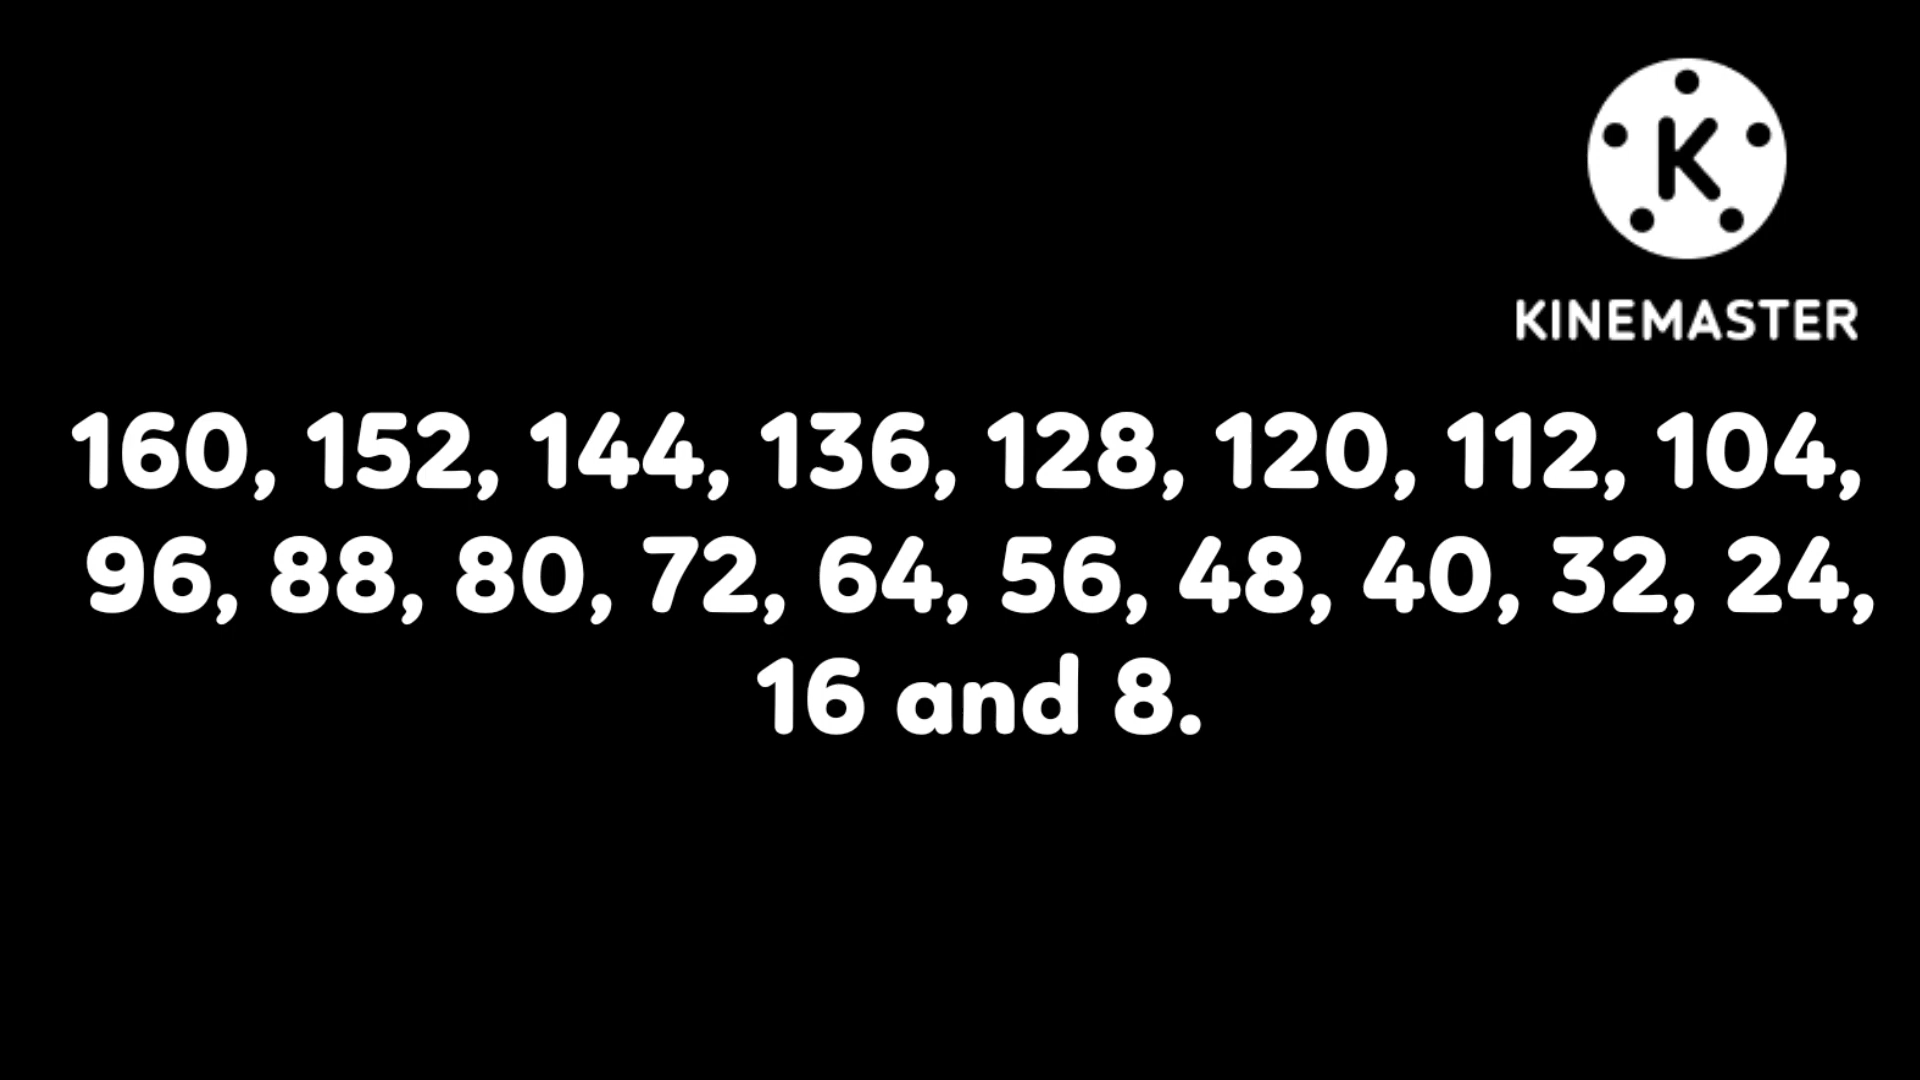 K
KINEMASTER
160, 152, 144, 136, 128, 120, 112, 104,
96, 88, 80, 72, 64, 56, 48, 40, 32, 24,
16 and 8.